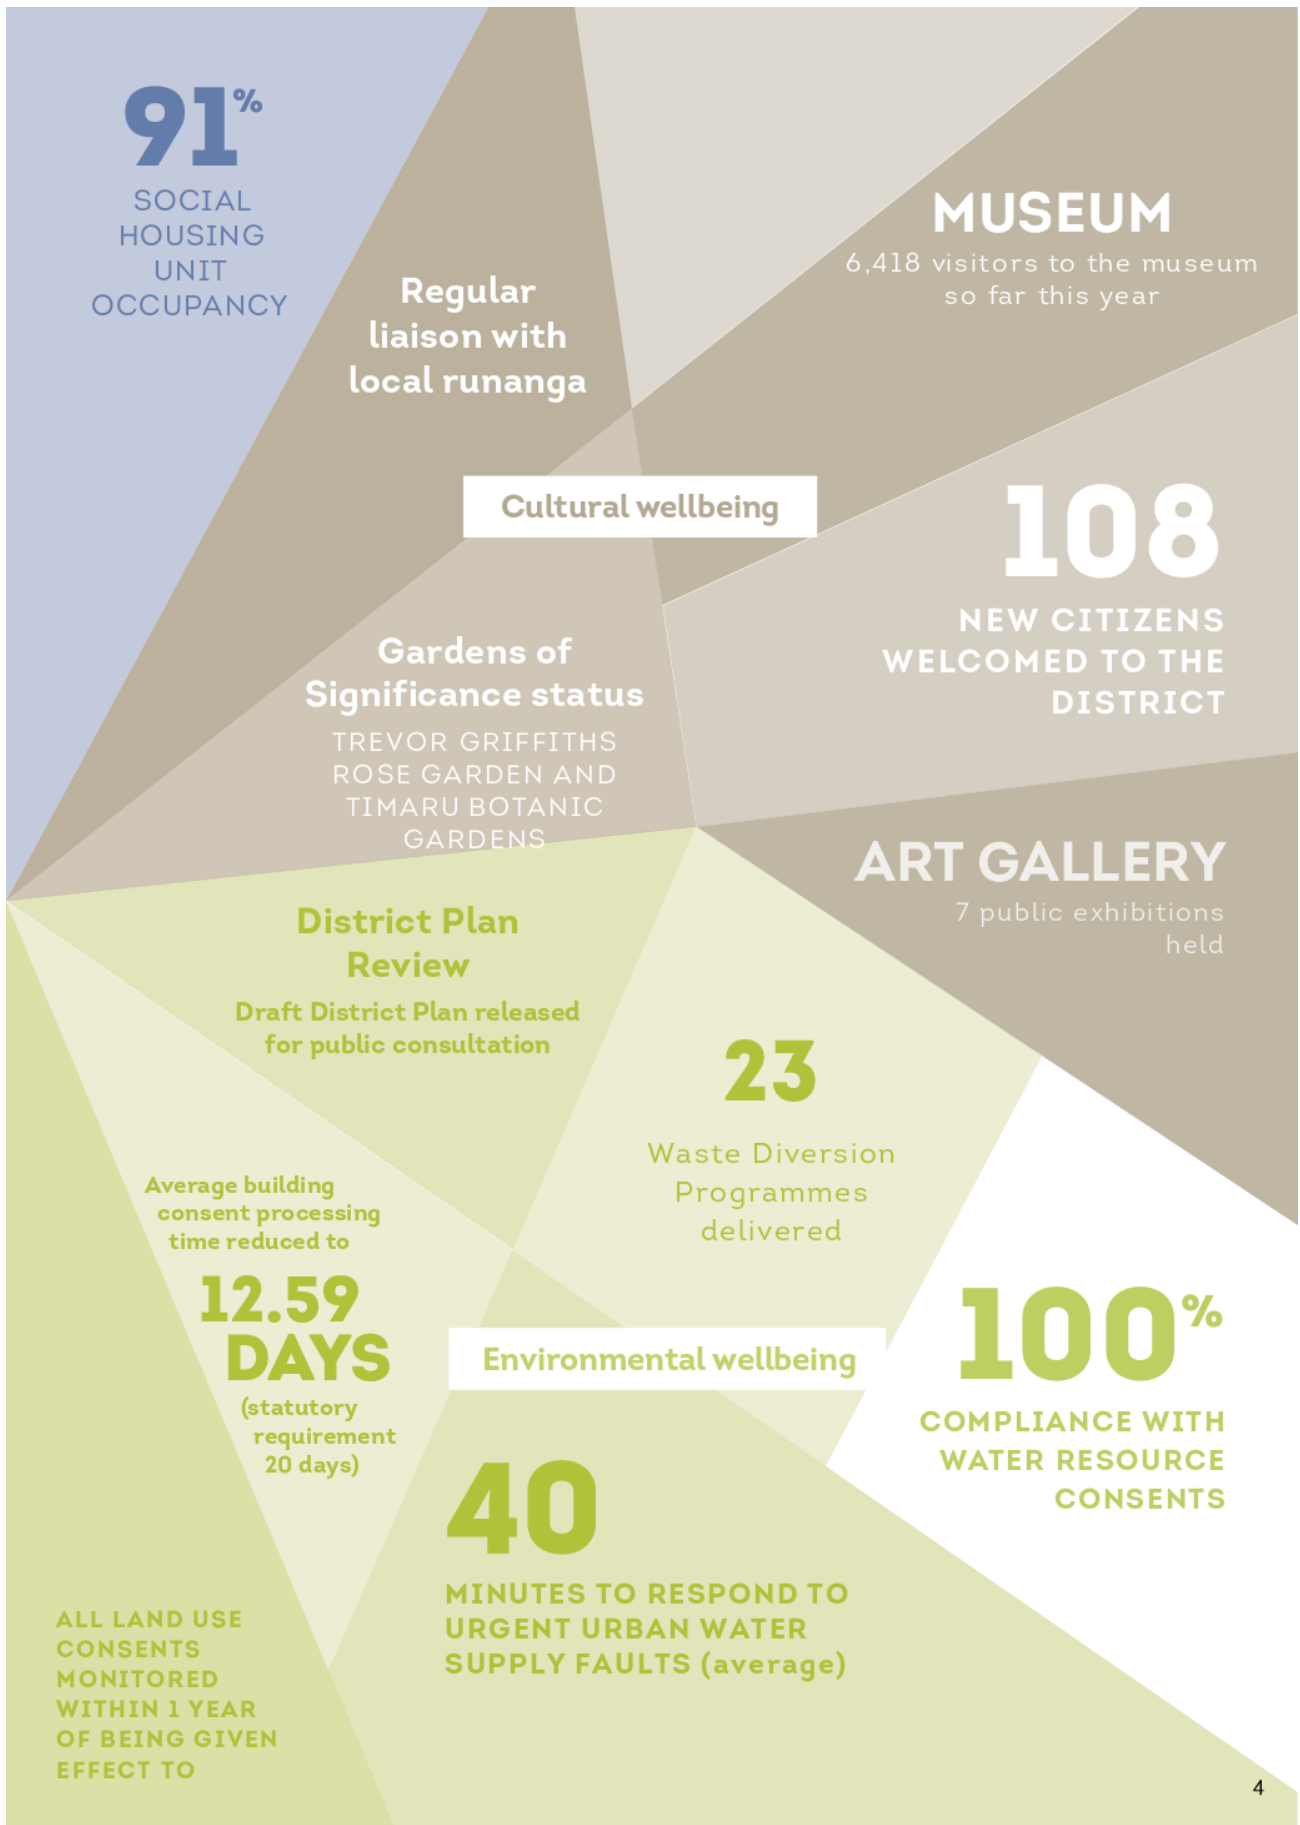 91%
SOCIAL
HOUSING
UNIT
OCCUPANCY
Regular
liaison with
local runanga
MUSEUM
6,418 visitors to the museum
so far this year
Cultural wellbeing
108
NEW CITIZENS
WELCOMED TO THE
DISTRICT
Gardens of
Significance status
TREVOR GRIFFITHS
ROSE GARDEN AND
TIMARU BOTANIC
GARDENS
ART GALLERY
7 public exhibitions
held
District Plan
Review
Draft District Plan released
for public consultation
23
Waste Diversion
Programmes
delivered
Average building
consent processing
time reduced to
12.59
DAYS
(statutory
requirement
20 days)
Environmental wellbeing
100%
COMPLIANCE WITH
WATER RESOURCE
CONSENTS
40
MINUTES TO RESPOND TO
URGENT URBAN WATER
SUPPLY FAULTS (average)
ALL LAND USE
CONSENTS
MONITORED
WITHIN 1 YEAR
OF BEING GIVEN
EFFECT TO
4